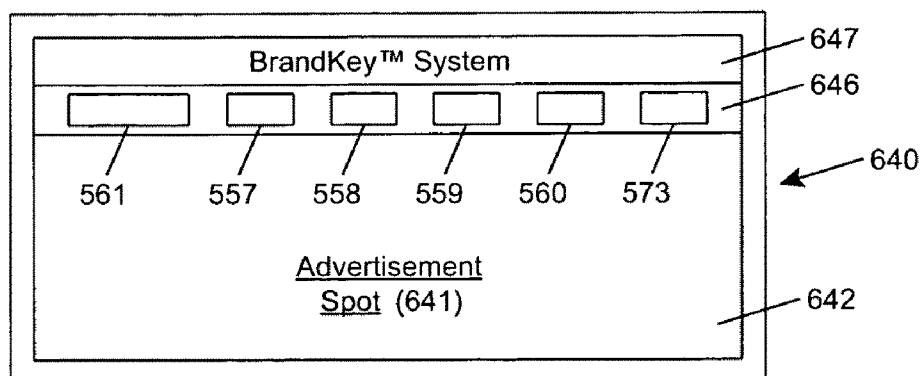 BrandKey™ System
647
646
561 557 558 559 560 573
640
Advertisement
Spot (641)
642